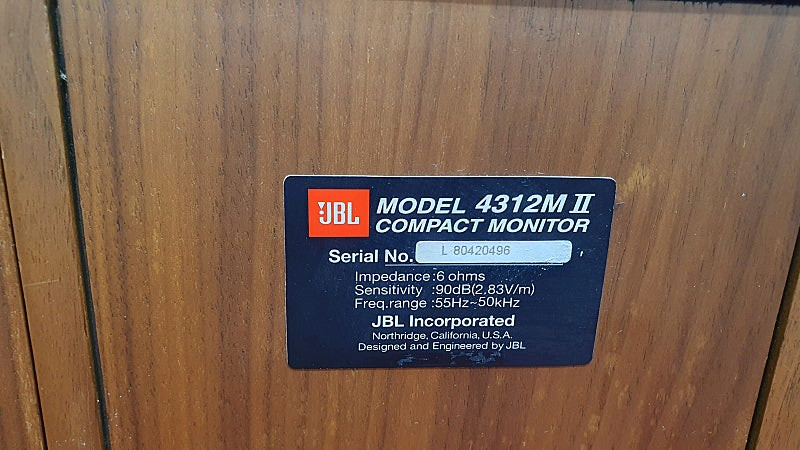 JBL MODEL 4312M II
COMPACT MONITOR
Serial No. L 80420496
Impedance :6 ohms
Sensitivity :90dB(2.83V/m)
Freq.range :55Hz~50kHz
JBL Incorporated
Northridge, California, U.S.A.
Designed and Engineered by JBL